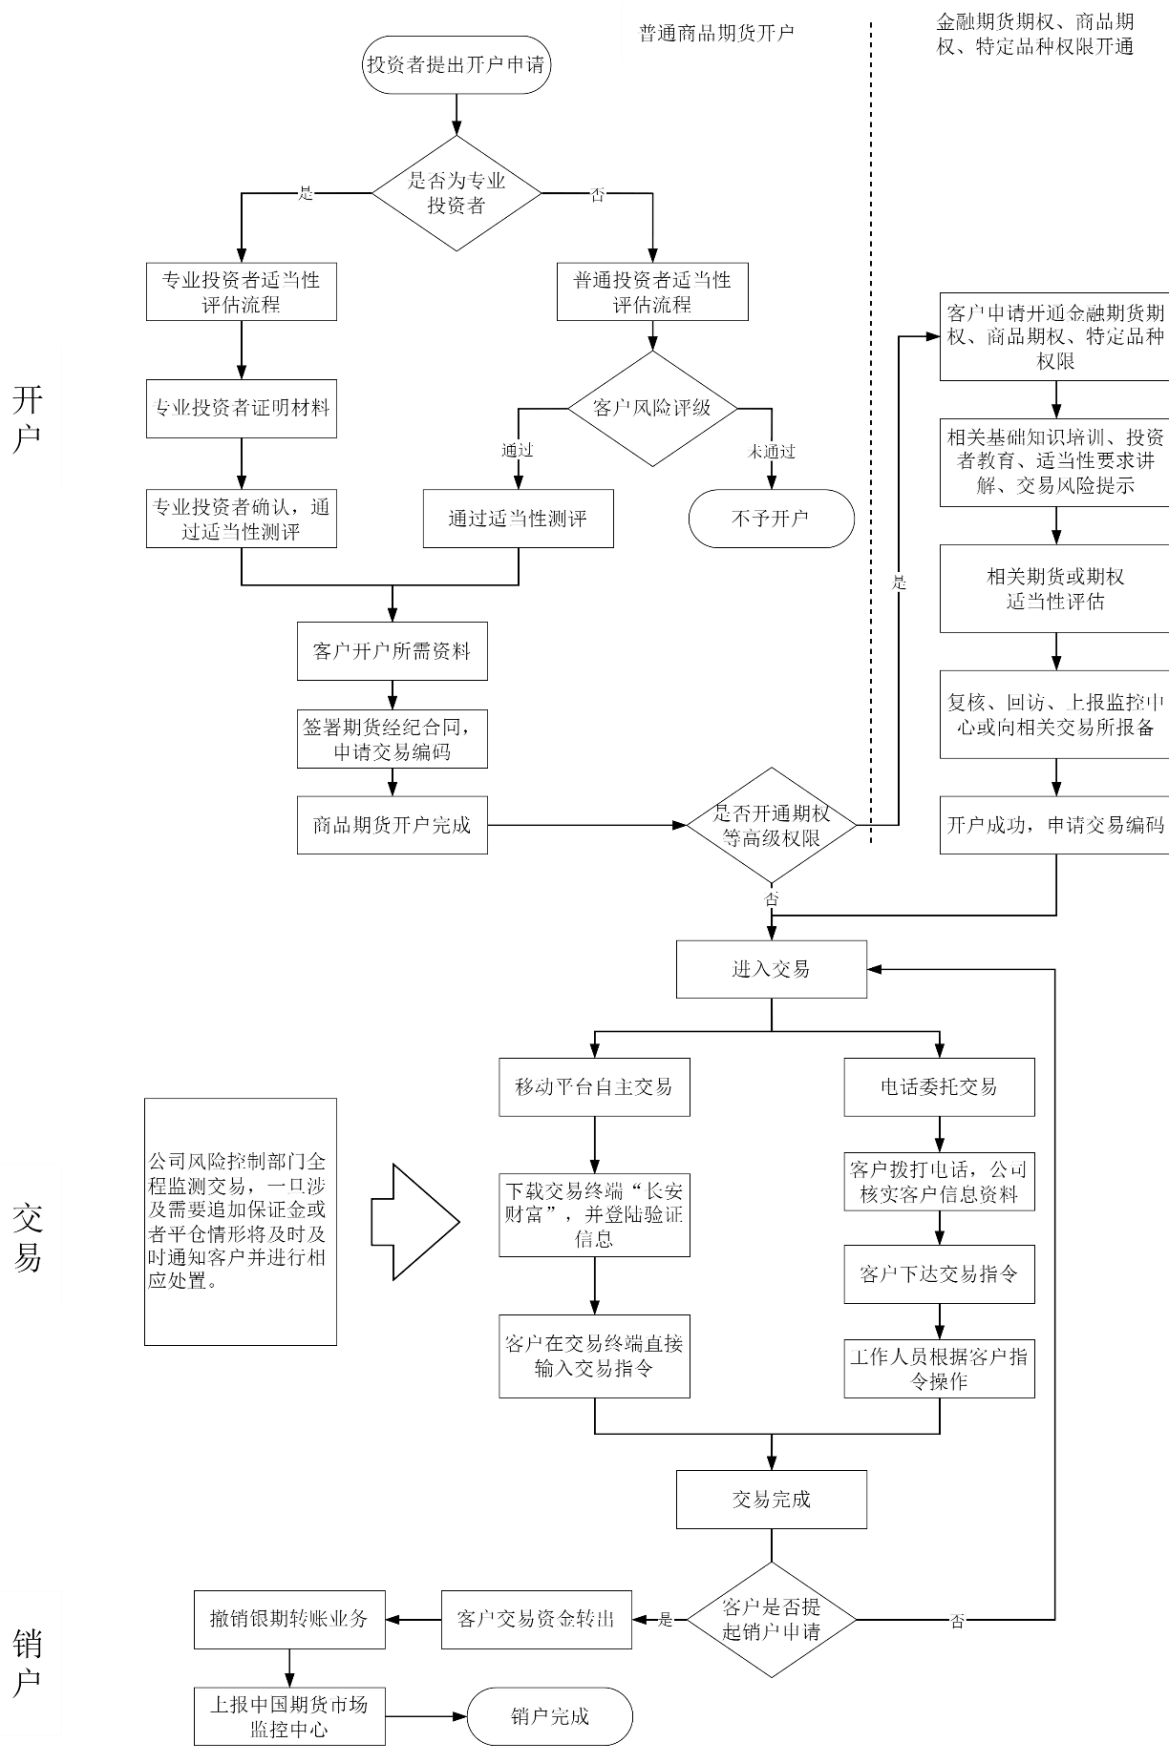 普通商品期货开户
金融期货期权、商品期
权、特定品种权限开通
投资者提出开户申请
是否为专业
投资者
是
否
专业投资者适当性
评估流程
普通投资者适当性
评估流程
客户申请开通金融期货期
权、商品期权、特定品种
权限
开
户
专业投资者证明材料
客户风险评级
通过
未通过
相关基础知识培训、投资
者教育、适当性要求讲
解、交易风险提示
专业投资者确认，通
过适当性测评
通过适当性测评
不予开户
是
相关期货或期权
适当性评估
客户开户所需资料
复核、回访、上报监控中
心或向相关交易所报备
签署期货经纪合同，
申请交易编码
商品期货开户完成
是否开通期权
等高级权限
开户成功，申请交易编码
否
进入交易
移动平台自主交易
电话委托交易
公司风险控制部门全
程监测交易，一旦涉
及需要追加保证金或
者平仓情形将及时及
时通知客户并进行相
应处置。
交
易
下载交易终端“长安
财富”，并登陆验证
信息
客户拨打电话，公司
核实客户信息资料
客户下达交易指令
客户在交易终端直接
输入交易指令
工作人员根据客户指
令操作
交易完成
销
户
撤销银期转账业务
客户交易资金转出
是
客户是否提
起销户申请
否
上报中国期货市场
监控中心
销户完成